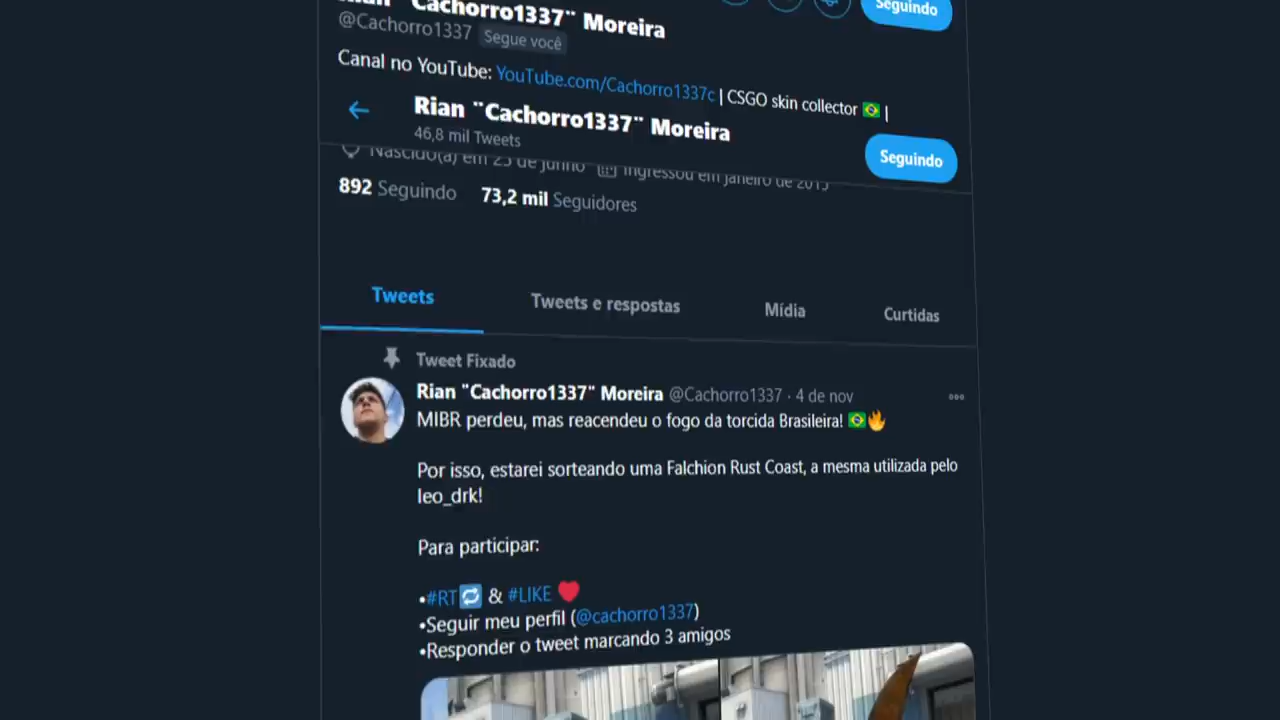 Rian "Cachorro1337" Moreira
Seguindo
@Cachorro1337 Segue você
Canal no YouTube: YouTube.com/Cachorro1337c | CSGO skin collector 🇧🇷 |
Rian "Cachorro1337" Moreira
46,8 mil Tweets
Seguindo
Nascido(a) em 25 de junho Ingressou em janeiro de 2015
892 Seguindo 73,2 mil Seguidores
Tweets Tweets e respostas Mídia Curtidas
Tweet Fixado
Rian "Cachorro1337" Moreira @Cachorro1337 · 4 de nov
MIBR perdeu, mas reacendeu o fogo da torcida Brasileira! 🇧🇷🔥
Por isso, estarei sorteando uma Falchion Rust Coast, a mesma utilizada pelo
leo_drk!
Para participar:
•#RT🔁 & #LIKE ❤️
•Seguir meu perfil (@cachorro1337)
•Responder o tweet marcando 3 amigos